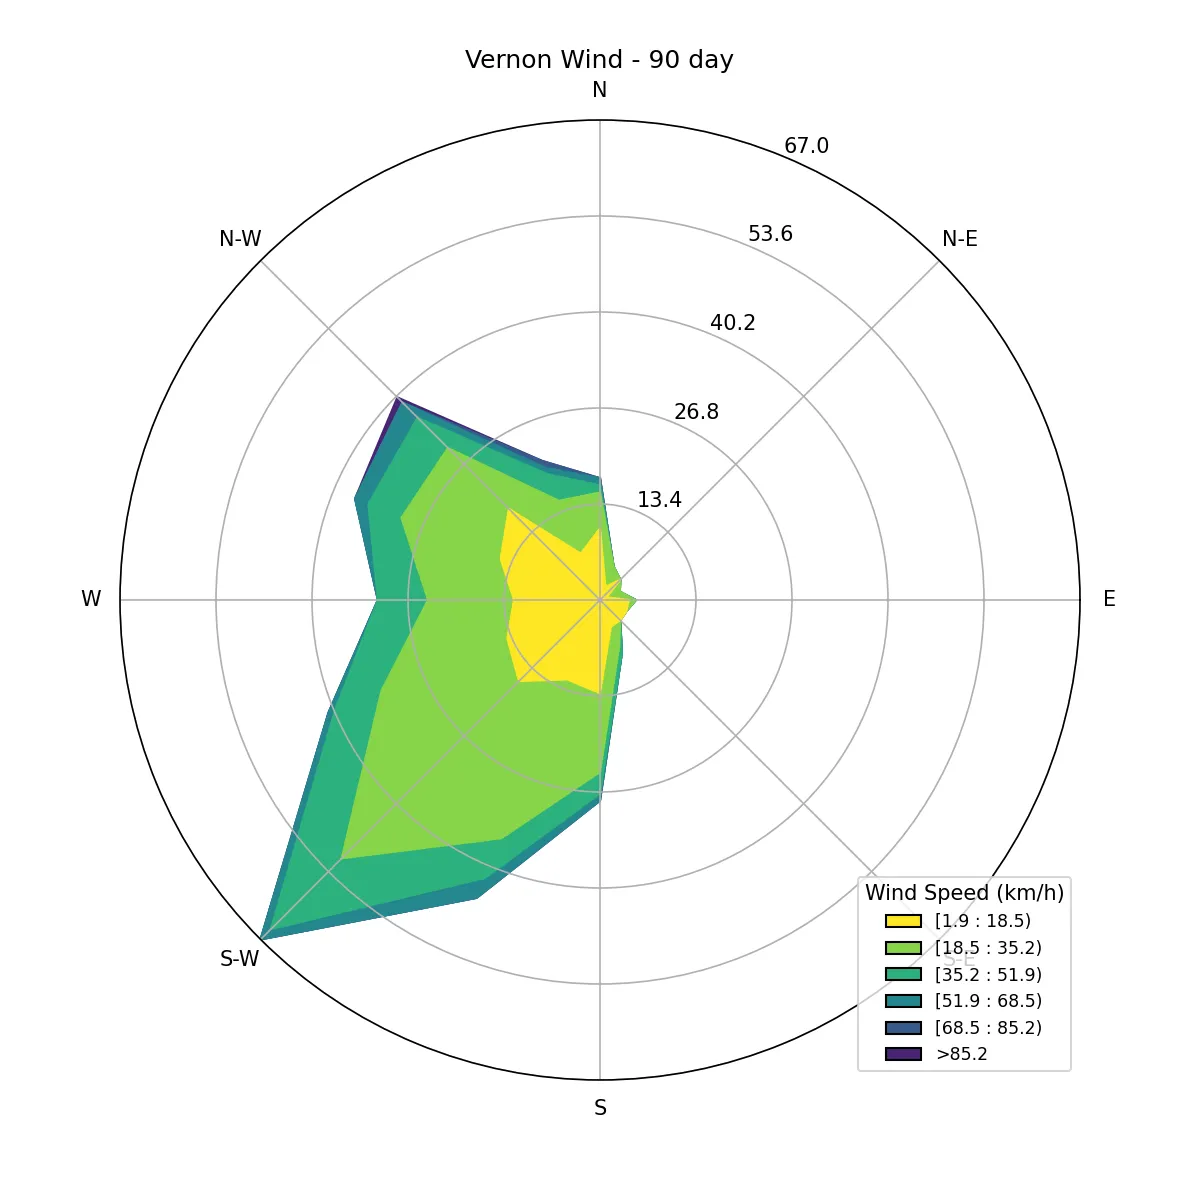 Vernon Wind - 90 day
N
67.0
53.6
N-W
N-E
40.2
26.8
13.4
W
E
Wind Speed (km/h)
[1.9 : 18.5)
[18.5 : 35.2)
S-W
S-E
[35.2 : 51.9)
[51.9 : 68.5)
[68.5 : 85.2)
>85.2
S